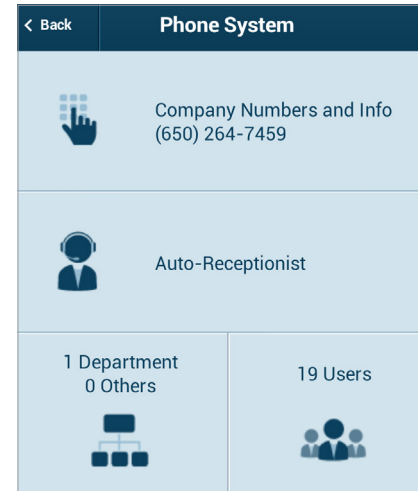 Back
Phone System
Company Numbers and Info
(650) 264-7459
Auto-Receptionist
1 Department
0 Others
19 Users